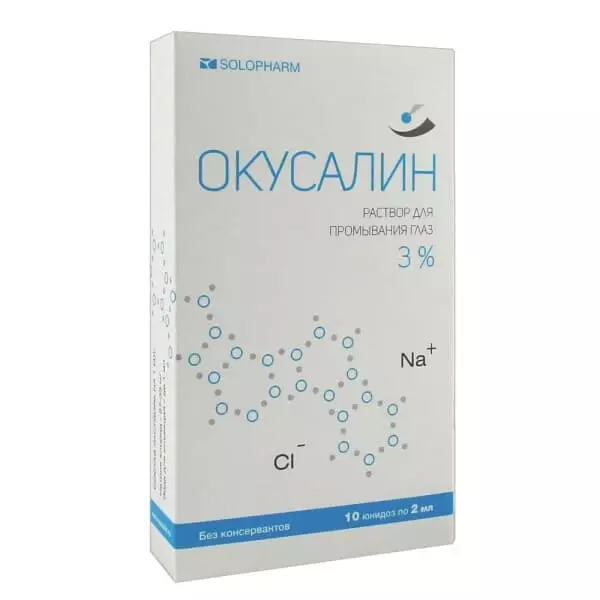 SOLOPHARM
ОКУСАЛИН
РАСТВОР ДЛЯ
ПРОМЫВАНИЯ ГЛАЗ
3 %
Na+
Cl−
Без консервантов
10 юнидоз по 2 мл